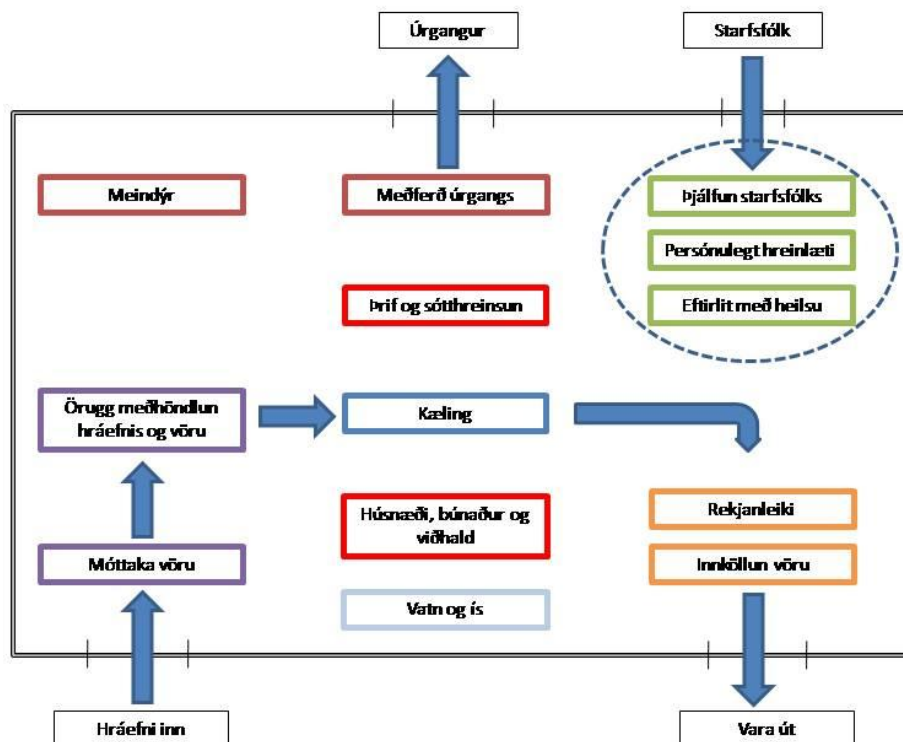 Úrgangur
Starfsfólk
Meindýr
Meðferð úrgangs
Þjálfun starfsfólks
Persónulegt hreinlæti
Þrif og sótthreinsun
Eftirlit með heilsu
Örugg meðhöndlun
hráefnis og vöru
Kæling
Húsnæði, búnaður og
viðhald
Rekjanleiki
Móttaka vöru
Innköllun vöru
Vatn og ís
Hráefni inn
Vara út